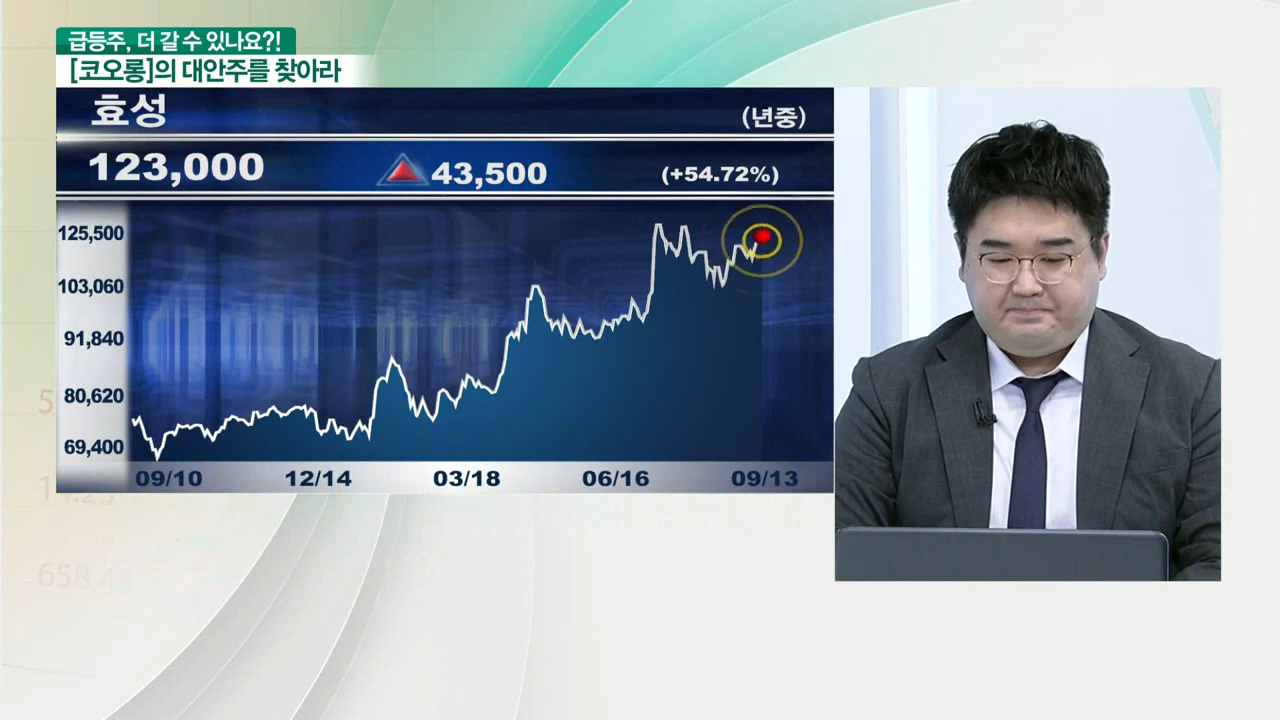 급등주, 더 갈 수 있나요?!
[코오롱]의 대안주를 찾아라
효성
(년중)
123,000 ▲ 43,500 (+54.72%)
125,500
103,060
91,840
80,620
69,400
09/10 12/14 03/18 06/16 09/13